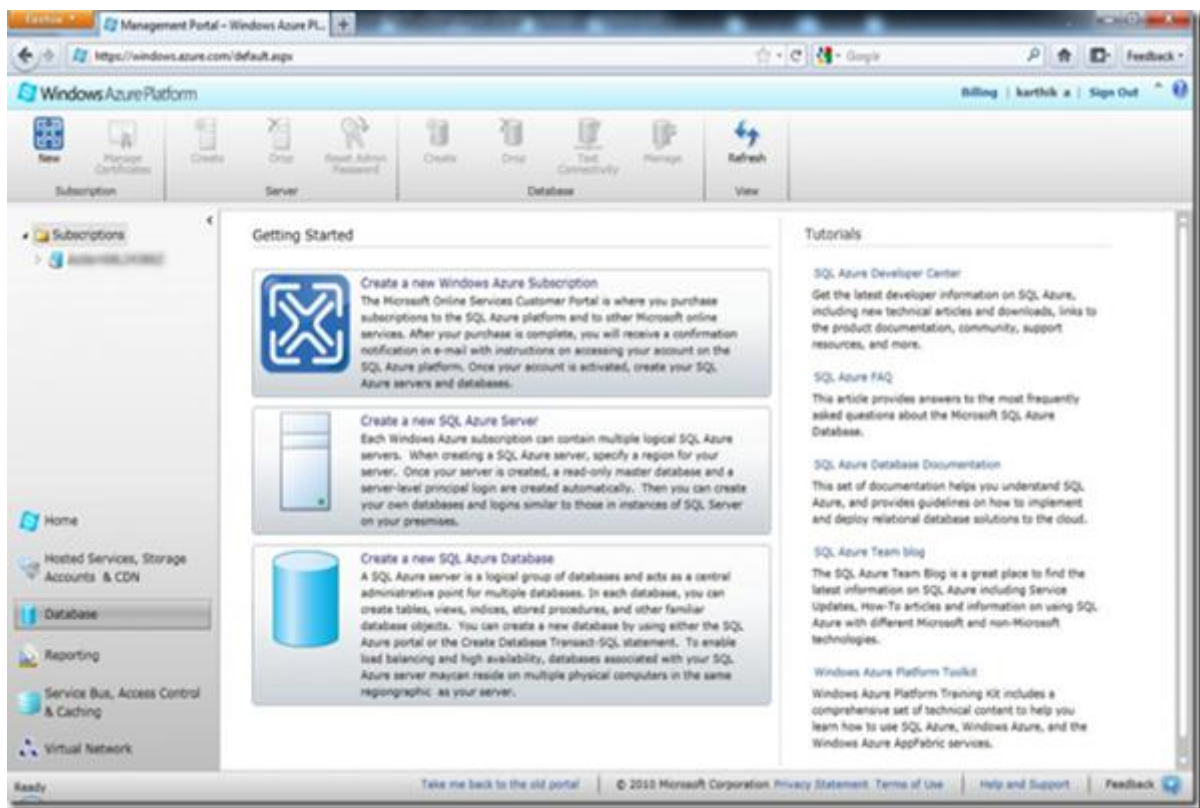 Firefox
Management Portal - Windows Azure Pl...
https://windows.azure.com/default.aspx
Google
Feedback
Windows Azure Platform
Billing | karthik a | Sign Out
New
Manage Certificates
Create
Drop
Reset Admin Password
Create
Drop
Test Connectivity
Manage
Refresh
Subscription
Server
Database
View
Subscriptions
Home
Hosted Services, Storage
Accounts & CDN
Database
Reporting
Service Bus, Access Control
& Caching
Virtual Network
Getting Started
Create a new Windows Azure Subscription
The Microsoft Online Services Customer Portal is where you purchase
subscriptions to the SQL Azure platform and to other Microsoft online
services. After your purchase is complete, you will receive a confirmation
notification in e-mail with instructions on accessing your account on the
SQL Azure platform. Once your account is activated, create your SQL
Azure servers and databases.
Create a new SQL Azure Server
Each Windows Azure subscription can contain multiple logical SQL Azure
servers. When creating a SQL Azure server, specify a region for your
server. Once your server is created, a read-only master database and a
server-level principal login are created automatically. Then you can create
your own databases and logins similar to those in instances of SQL Server
on your presmises.
Create a new SQL Azure Database
A SQL Azure server is a logical group of databases and acts as a central
administrative point for multiple databases. In each database, you can
create tables, views, indices, stored procedures, and other familiar
database objects. You can create a new database by using either the SQL
Azure portal or the Create Database Transact-SQL statement. To enable
load balancing and high availability, databases associated with your SQL
Azure server maycan reside on multiple physical computers in the same
regiongraphic as your server.
Tutorials
SQL Azure Developer Center
Get the latest developer information on SQL Azure,
including new technical articles and downloads, links to
the product documentation, community, support
resources, and more.
SQL Azure FAQ
This article provides answers to the most frequently
asked questions about the Microsoft SQL Azure
Database.
SQL Azure Database Documentation
This set of documentation helps you understand SQL
Azure, and provides guidelines on how to implement
and deploy relational database solutions to the cloud.
SQL Azure Team blog
The SQL Azure Team Blog is a great place to find the
latest information on SQL Azure including Service
Updates, How-To articles and information on using SQL
Azure with different Microsoft and non-Microsoft
technologies.
Windows Azure Platform Toolkit
Windows Azure Platform Training Kit includes a
comprehensive set of technical content to help you
learn how to use SQL Azure, Windows Azure, and the
Windows Azure AppFabric services.
Ready
Take me back to the old portal | © 2010 Microsoft Corporation Privacy Statement Terms of Use | Help and Support | Feedback